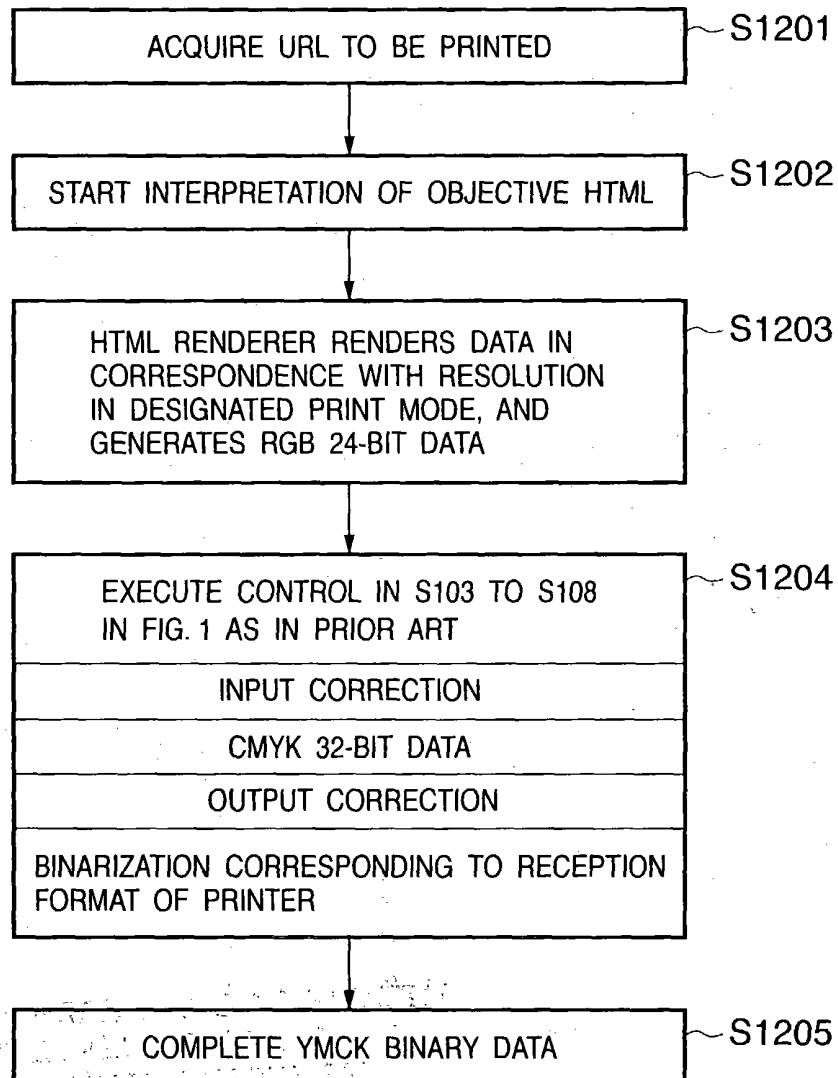 ACQUIRE URL TO BE PRINTED
S1201
START INTERPRETATION OF OBJECTIVE HTML
S1202
HTML RENDERER RENDERS DATA IN
CORRESPONDENCE WITH RESOLUTION
IN DESIGNATED PRINT MODE, AND
GENERATES RGB 24-BIT DATA
S1203
EXECUTE CONTROL IN S103 TO S108
IN FIG. 1 AS IN PRIOR ART
S1204
INPUT CORRECTION
CMYK 32-BIT DATA
OUTPUT CORRECTION
BINARIZATION CORRESPONDING TO RECEPTION
FORMAT OF PRINTER
COMPLETE YMCK BINARY DATA
S1205